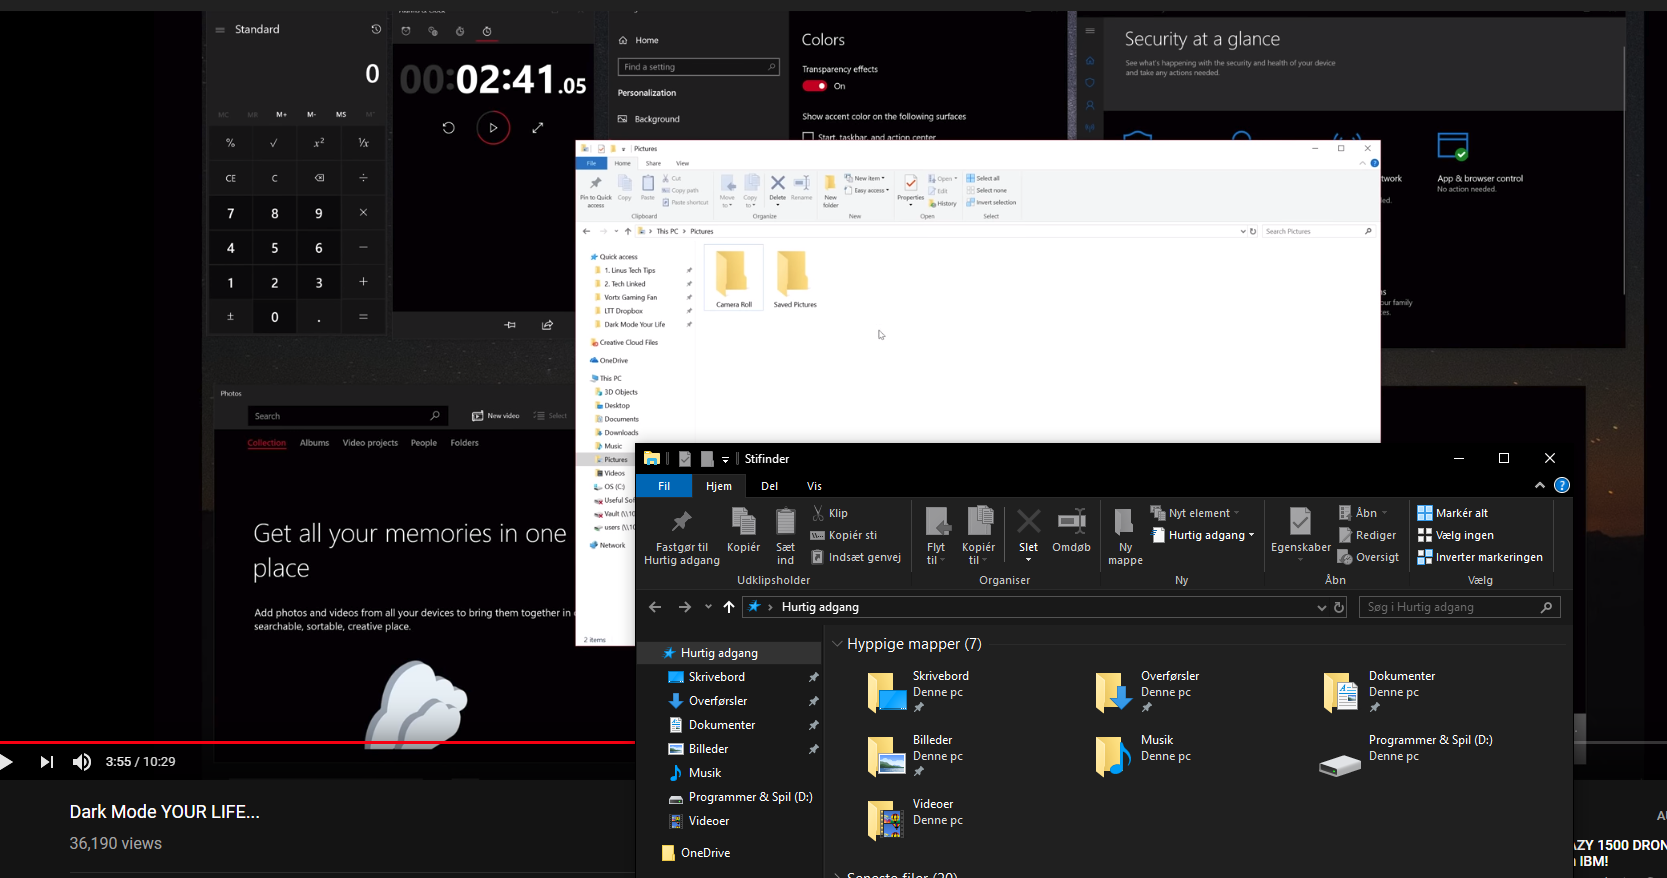 Standard
0
MC MR M+ M- MS M˅
% √ x² ¹/x
CE C ⌫ ÷
7 8 9 ×
4 5 6 −
1 2 3 +
± 0 . =
00:02:41.05
Home
Find a setting
Personalization
Background
Colors
Transparency effects
On
Show accent color on the following surfaces
Start, taskbar, and action center
Security at a glance
See what's happening with the security and health of your device
and take any actions needed.
App & browser control
No action needed.
Photos
Search
New video
Select
Collection Albums Video projects People Folders
Get all your memories in one
place
Add photos and videos from all your devices to bring them together in
searchable, sortable, creative place.
Pictures
File Home Share View
Pin to Quick
access
Copy
Paste
Cut
Copy path
Paste shortcut
Clipboard
Move
to
Copy
to
Delete
Rename
Organize
New
folder
New item
Easy access
New
Properties
Open
Edit
History
Open
Select all
Select none
Invert selection
Select
This PC > Pictures
Search Pictures
Quick access
1. Linus Tech Tips
2. Tech Linked
Vortx Gaming Fan
LTT Dropbox
Dark Mode Your Life
Creative Cloud Files
OneDrive
This PC
3D Objects
Desktop
Documents
Downloads
Music
Pictures
Videos
OS (C:)
Useful Sof
Vault (\\10
users (\\10
Network
2 items
Camera Roll
Saved Pictures
Stifinder
Fil Hjem Del Vis
Fastgør til
Hurtig adgang
Kopiér
Sæt
ind
Klip
Kopiér sti
Indsæt genvej
Udklipsholder
Flyt
til
Kopiér
til
Slet
Omdøb
Organiser
Ny
mappe
Nyt element
Hurtig adgang
Ny
Egenskaber
Åbn
Rediger
Oversigt
Åbn
Markér alt
Vælg ingen
Inverter markeringen
Vælg
Hurtig adgang
Søg i Hurtig adgang
Hurtig adgang
Skrivebord
Overførsler
Dokumenter
Billeder
Musik
Programmer & Spil (D:)
Videoer
OneDrive
Hyppige mapper (7)
Skrivebord
Denne pc
Overførsler
Denne pc
Dokumenter
Denne pc
Billeder
Denne pc
Musik
Denne pc
Programmer & Spil (D:)
Denne pc
Videoer
Denne pc
Seneste filer (20)
3:55 / 10:29
Dark Mode YOUR LIFE...
36,190 views
AZY 1500 DRON
IBM!